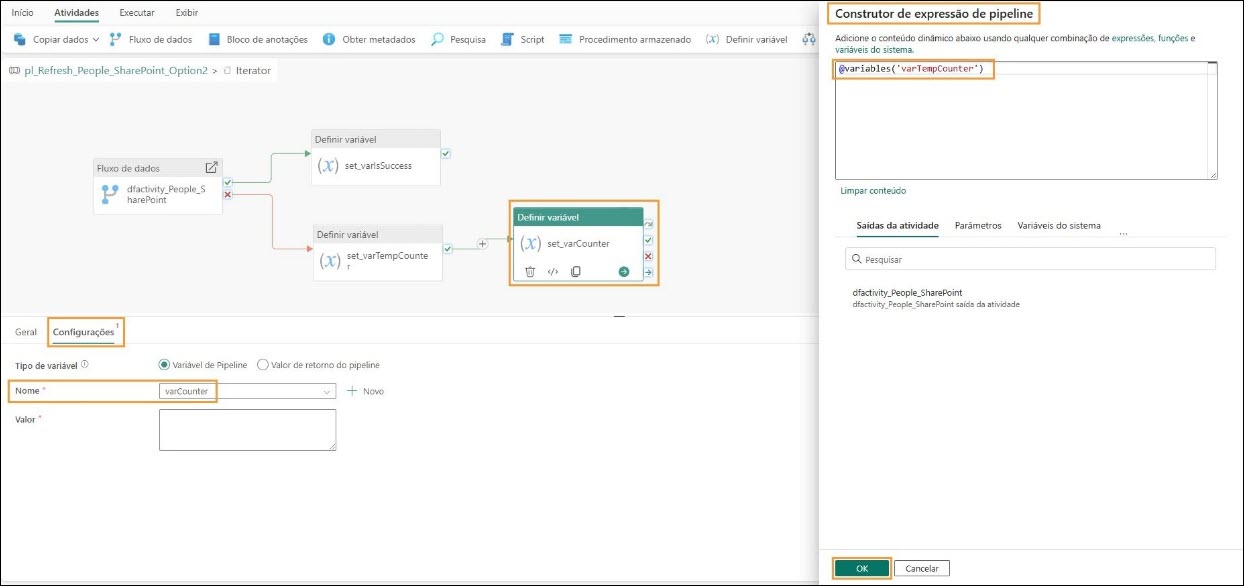 Início Atividades Executar Exibir
Copiar dados Fluxo de dados Bloco de anotações Obter metadados Pesquisa Script Procedimento armazenado (x) Definir variável
pl_Refresh_People_SharePoint_Option2 > Iterator
Fluxo de dados
dfactivity_People_S
harePoint
Definir variável
(x) set_varIsSuccess
Definir variável
(x) set_varTempCounte
r
Definir variável
(x) set_varCounter
Geral Configurações 1
Tipo de variável Variável de Pipeline Valor de retorno do pipeline
Nome * varCounter Novo
Valor *
Construtor de expressão de pipeline
Adicione o conteúdo dinâmico abaixo usando qualquer combinação de expressões, funções e
variáveis do sistema.
@variables('varTempCounter')
Limpar conteúdo
Saídas da atividade Parâmetros Variáveis do sistema ...
Pesquisar
dfactivity_People_SharePoint
dfactivity_People_SharePoint saída da atividade
OK Cancelar